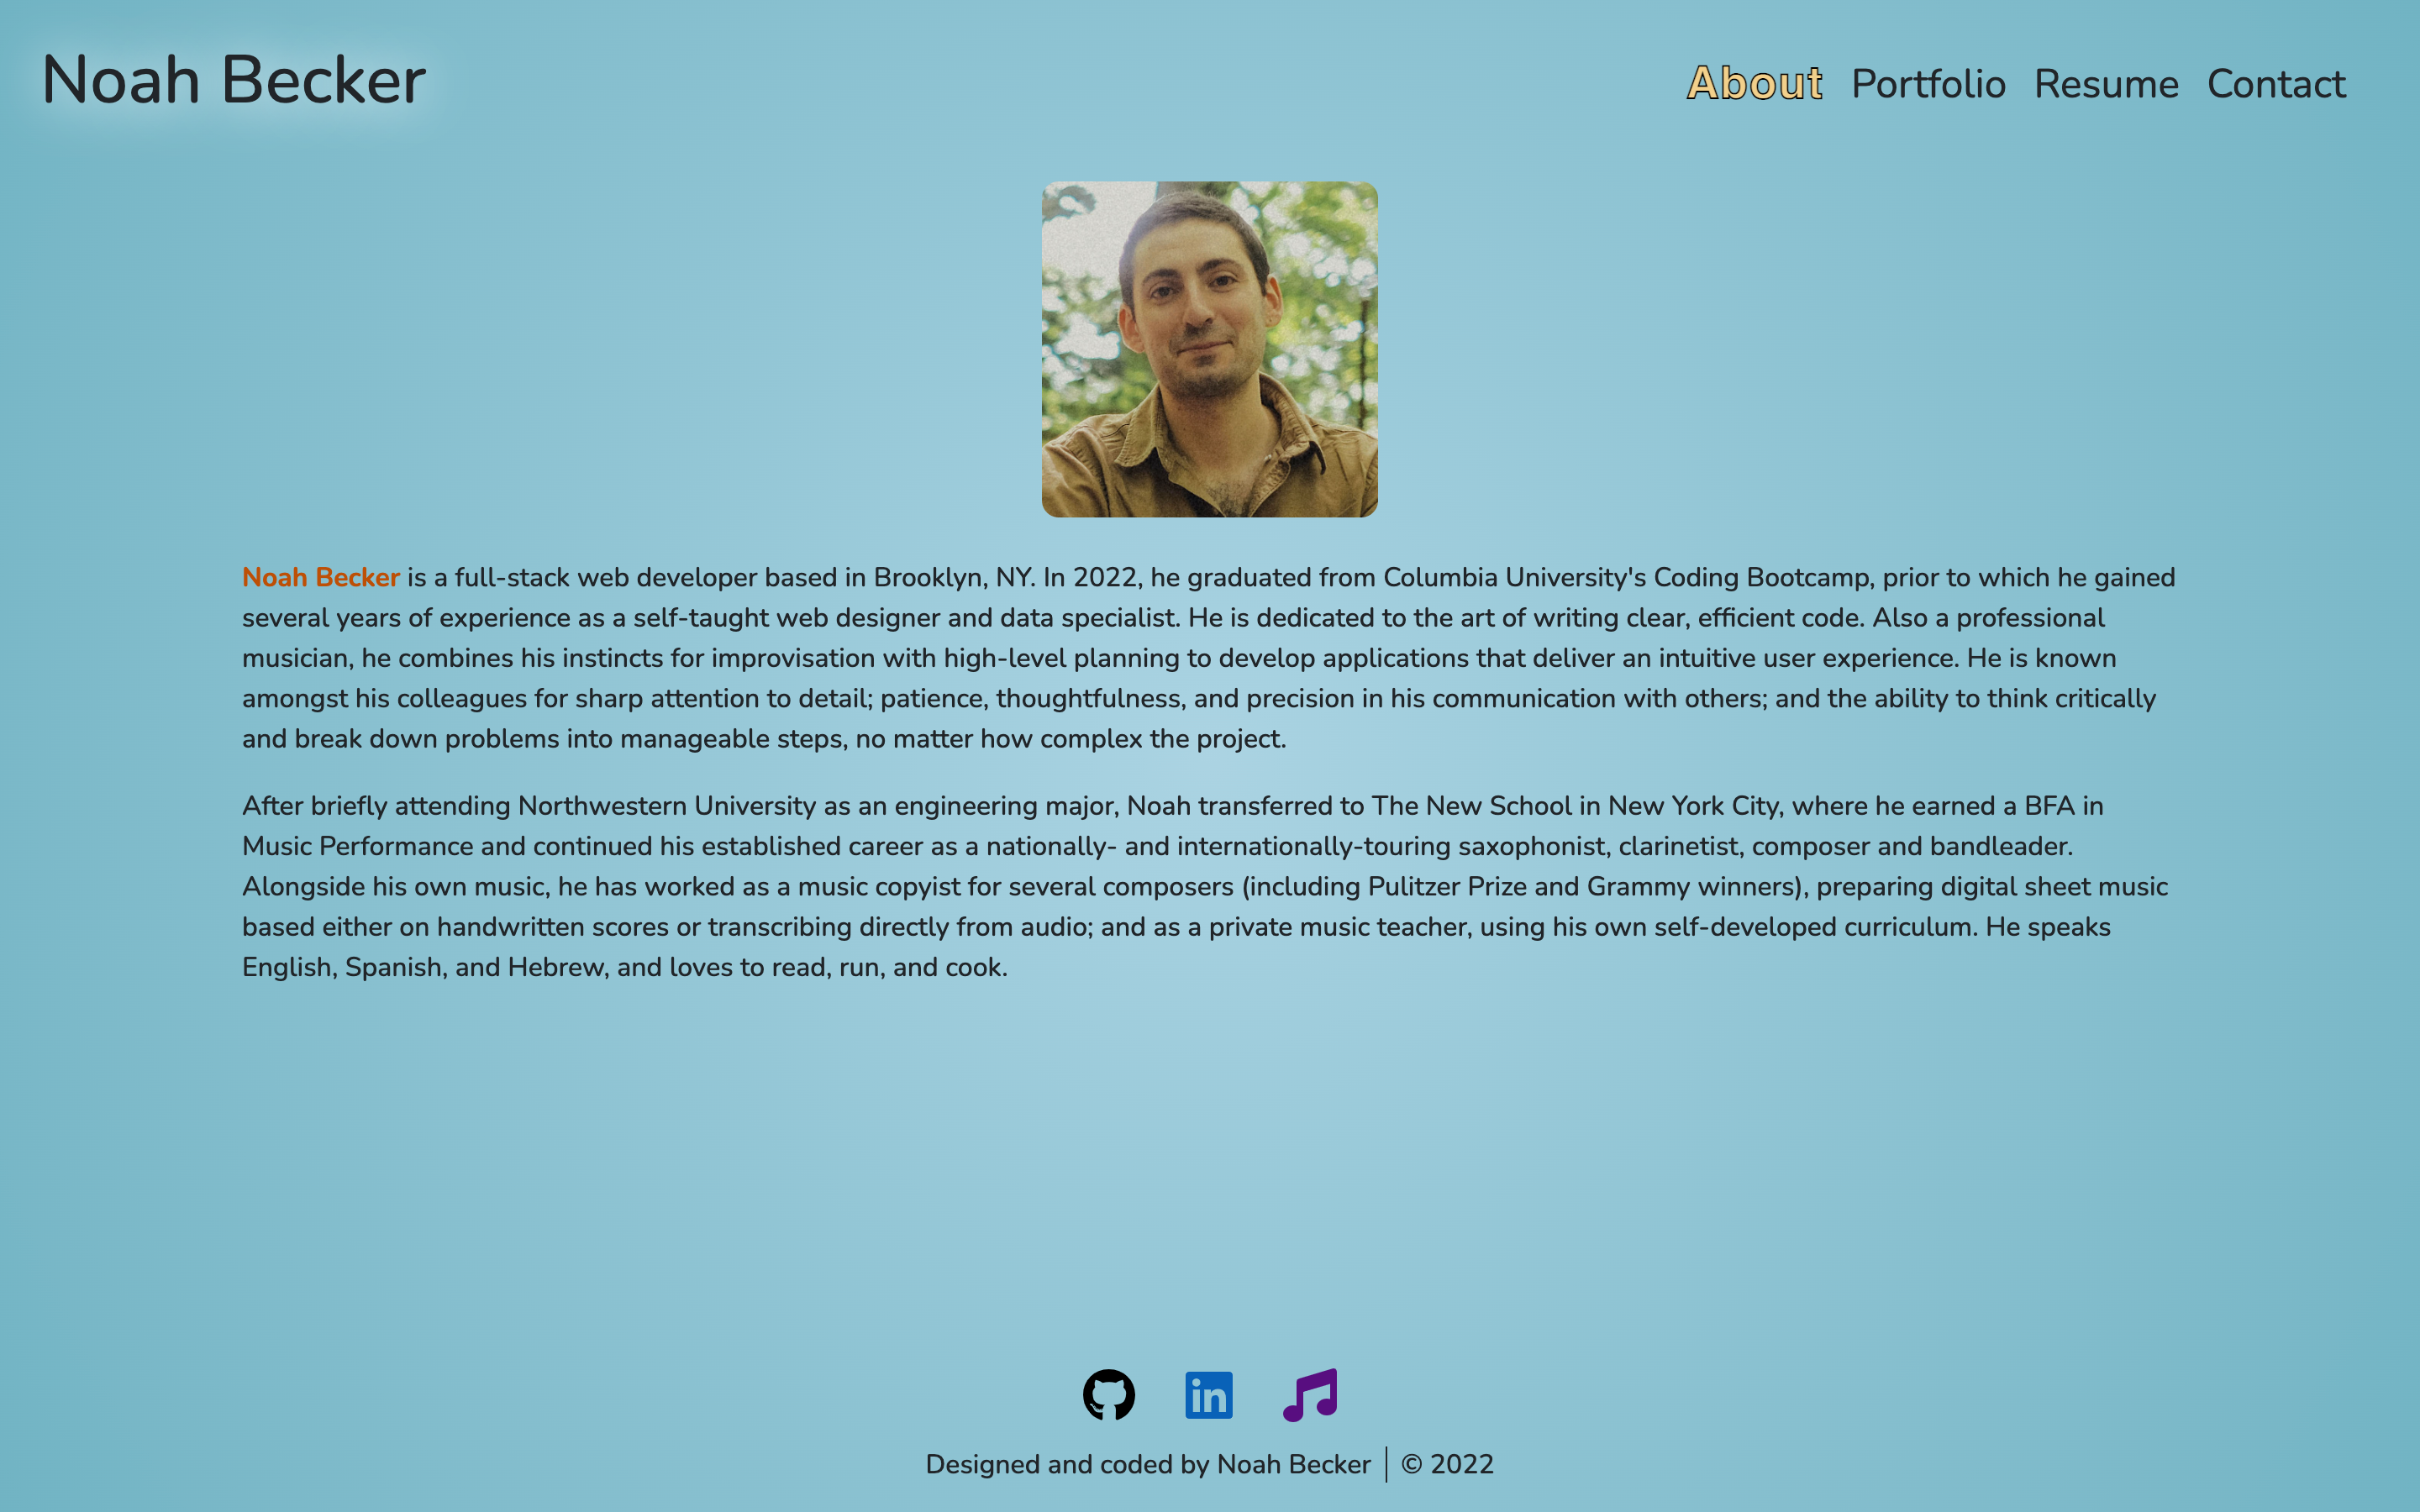 Noah Becker
About Portfolio Resume Contact
Noah Becker is a full-stack web developer based in Brooklyn, NY. In 2022, he graduated from Columbia University's Coding Bootcamp, prior to which he gained
several years of experience as a self-taught web designer and data specialist. He is dedicated to the art of writing clear, efficient code. Also a professional
musician, he combines his instincts for improvisation with high-level planning to develop applications that deliver an intuitive user experience. He is known
amongst his colleagues for sharp attention to detail; patience, thoughtfulness, and precision in his communication with others; and the ability to think critically
and break down problems into manageable steps, no matter how complex the project.
After briefly attending Northwestern University as an engineering major, Noah transferred to The New School in New York City, where he earned a BFA in
Music Performance and continued his established career as a nationally- and internationally-touring saxophonist, clarinetist, composer and bandleader.
Alongside his own music, he has worked as a music copyist for several composers (including Pulitzer Prize and Grammy winners), preparing digital sheet music
based either on handwritten scores or transcribing directly from audio; and as a private music teacher, using his own self-developed curriculum. He speaks
English, Spanish, and Hebrew, and loves to read, run, and cook.
in
Designed and coded by Noah Becker | © 2022